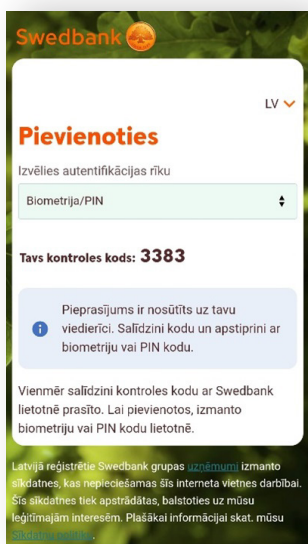 Swedbank
LV
Pievienoties
Izvēlies autentifikācijas rīku
Biometrija/PIN
Tavs kontroles kods: 3383
Pieprasījums ir nosūtīts uz tavu
viedierīci. Salīdzini kodu un apstiprini ar
biometriju vai PIN kodu.
Vienmēr salīdzini kontroles kodu ar Swedbank
lietotnē prasīto. Lai pievienotos, izmanto
biometriju vai PIN kodu lietotnē.
Latvijā reģistrētie Swedbank grupas uzņēmumi izmanto
sīkdatnes, kas nepieciešamas šīs interneta vietnes darbībai.
Šīs sīkdatnes tiek apstrādātas, balstoties uz mūsu
leģitīmajām interesēm. Plašākai informācijai skat. mūsu
Sīkdatņu politiku.